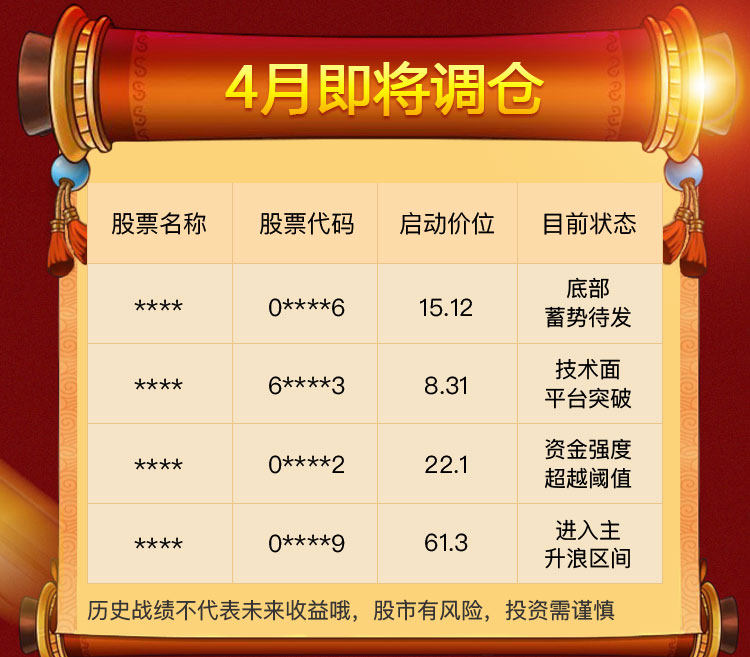 4月即将调仓
股票名称 股票代码 启动价位 目前状态
**** 0****6 15.12 底部
蓄势待发
**** 6****3 8.31 技术面
平台突破
**** 0****2 22.1 资金强度
超越阈值
**** 0****9 61.3 进入主
升浪区间
历史战绩不代表未来收益哦，股市有风险，投资需谨慎